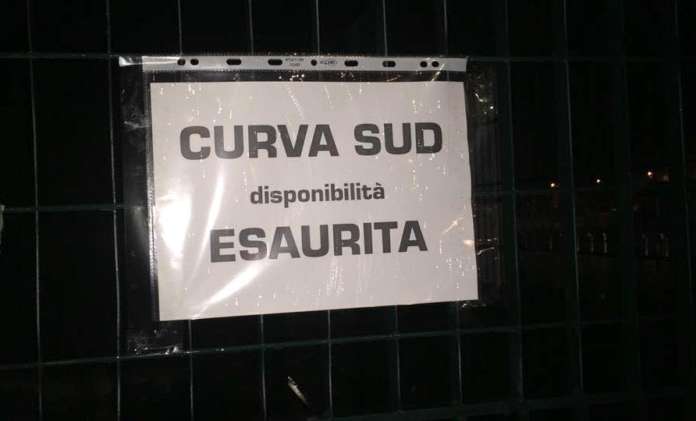 CURVA SUD
disponibilità
ESAURITA